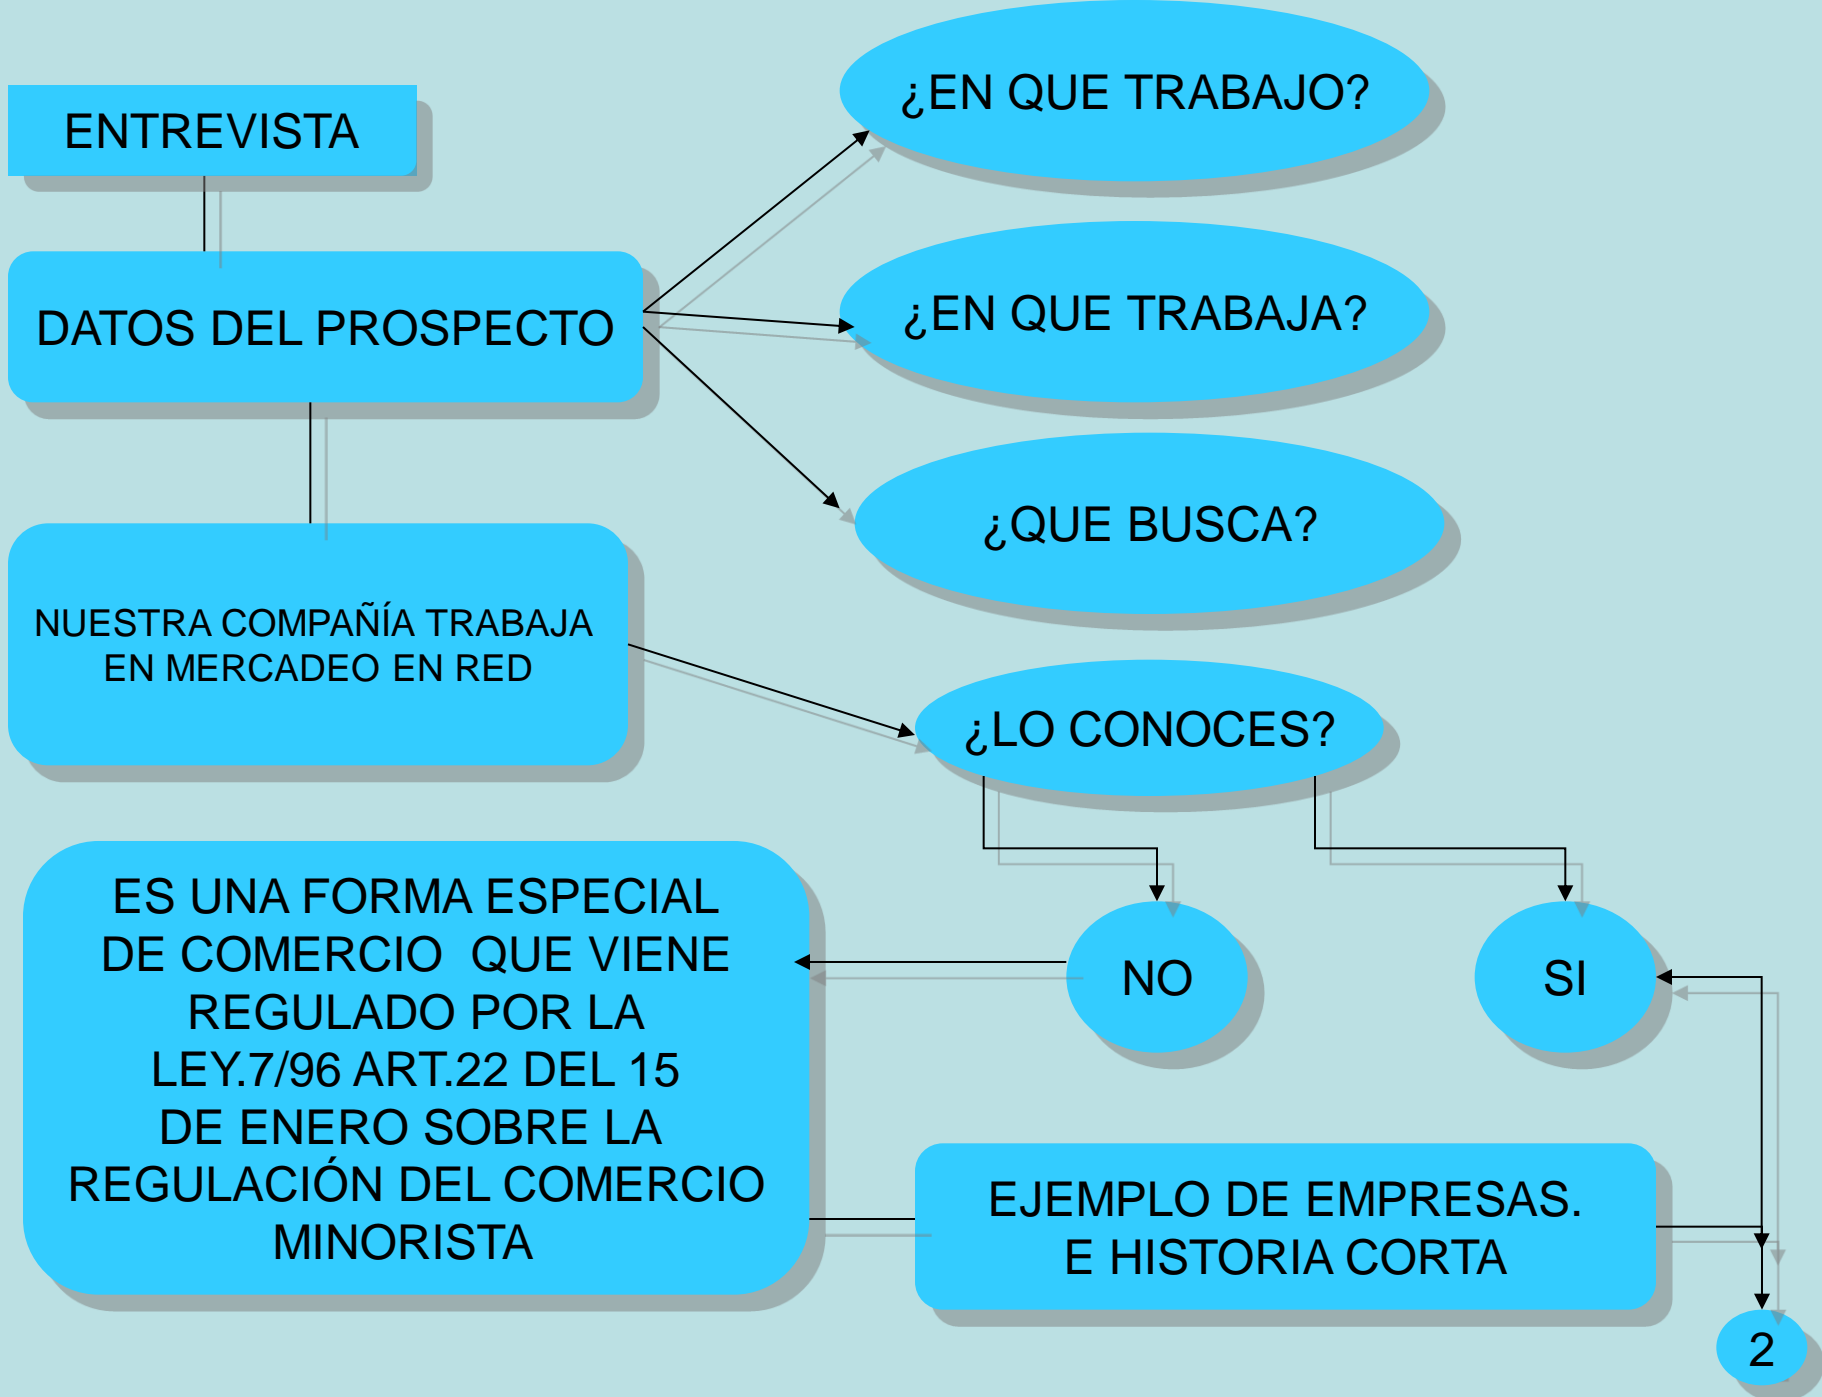 ENTREVISTA
¿EN QUE TRABAJO?
DATOS DEL PROSPECTO
¿EN QUE TRABAJA?
¿QUE BUSCA?
NUESTRA COMPAÑÍA TRABAJA
EN MERCADEO EN RED
¿LO CONOCES?
NO
SI
ES UNA FORMA ESPECIAL
DE COMERCIO QUE VIENE
REGULADO POR LA
LEY.7/96 ART.22 DEL 15
DE ENERO SOBRE LA
REGULACIÓN DEL COMERCIO
MINORISTA
EJEMPLO DE EMPRESAS.
E HISTORIA CORTA
2